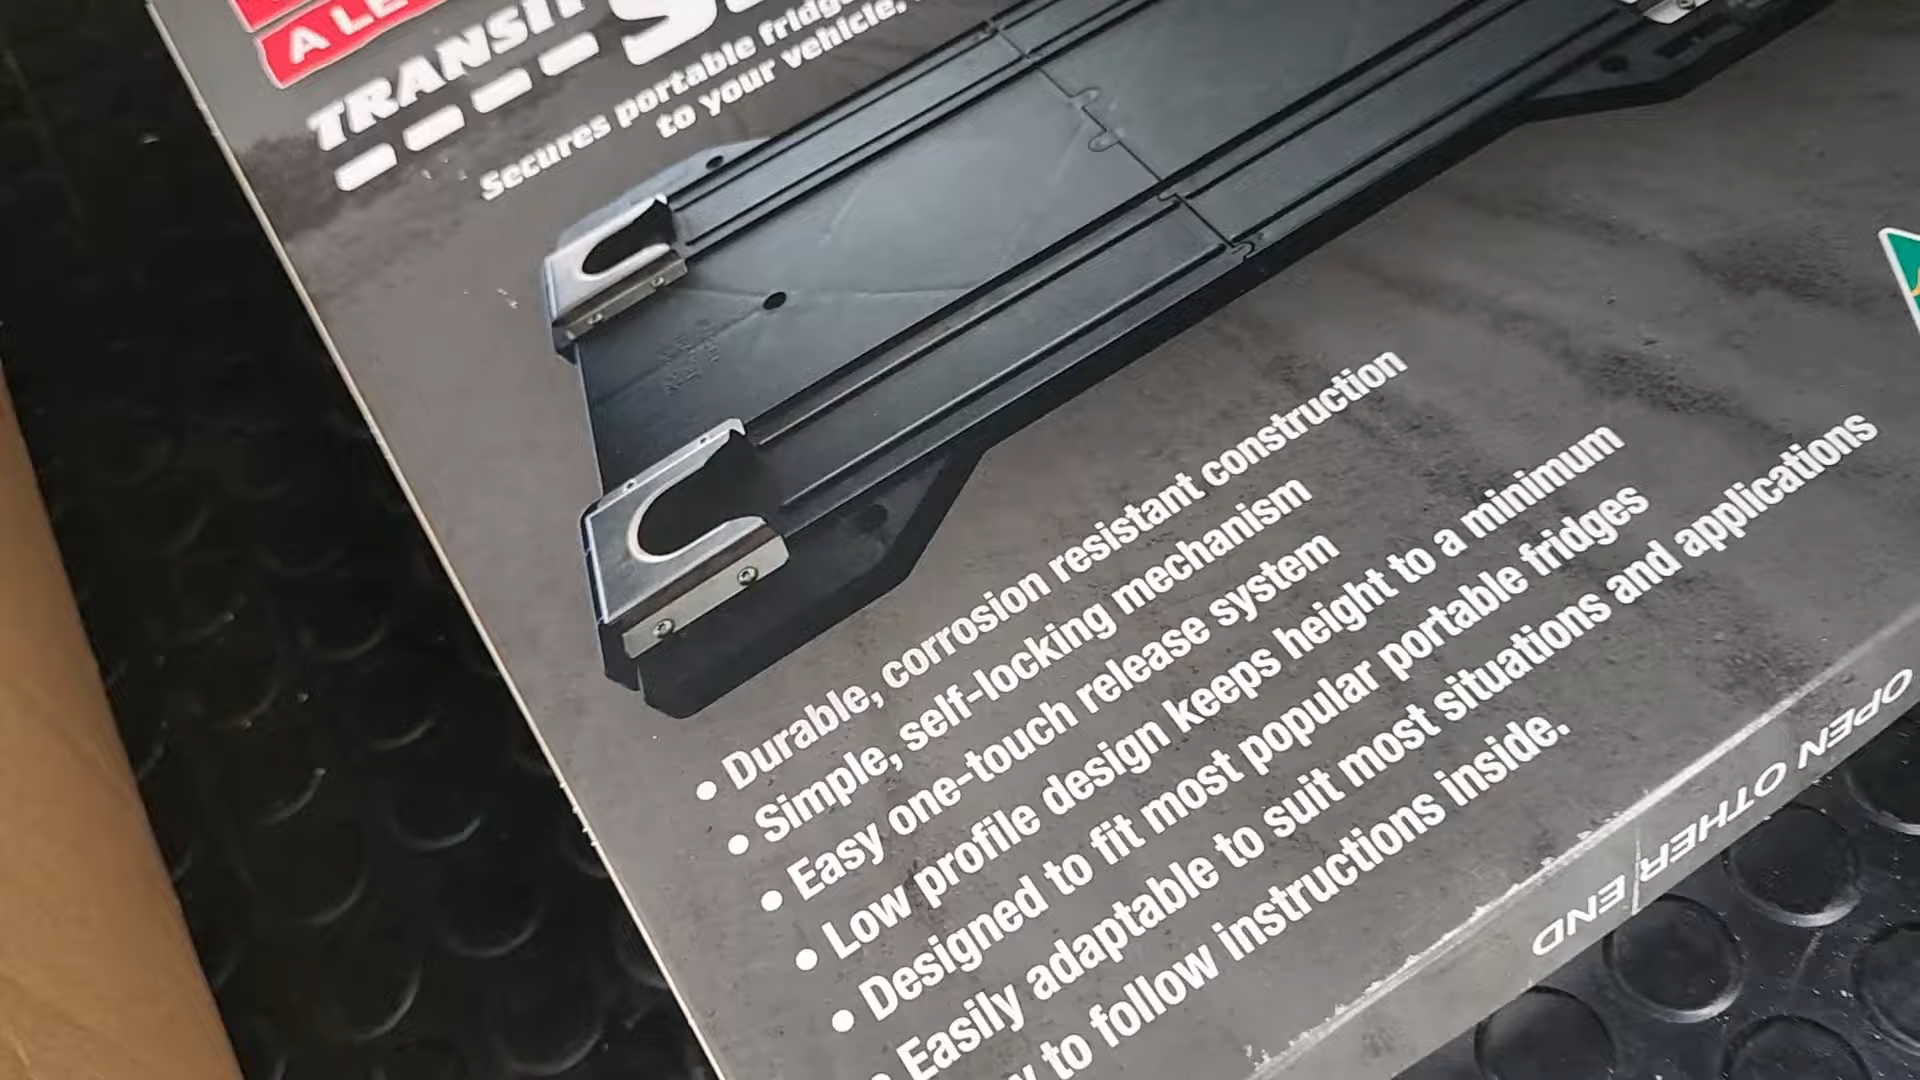 A LE
TRANSIT
Secures portable fridge
to your vehicle.
• Durable, corrosion resistant construction
• Simple, self-locking mechanism
• Easy one-touch release system
• Low profile design keeps height to a minimum
• Designed to fit most popular portable fridges
• Easily adaptable to suit most situations and applications
to follow instructions inside.
OPEN OTHER END